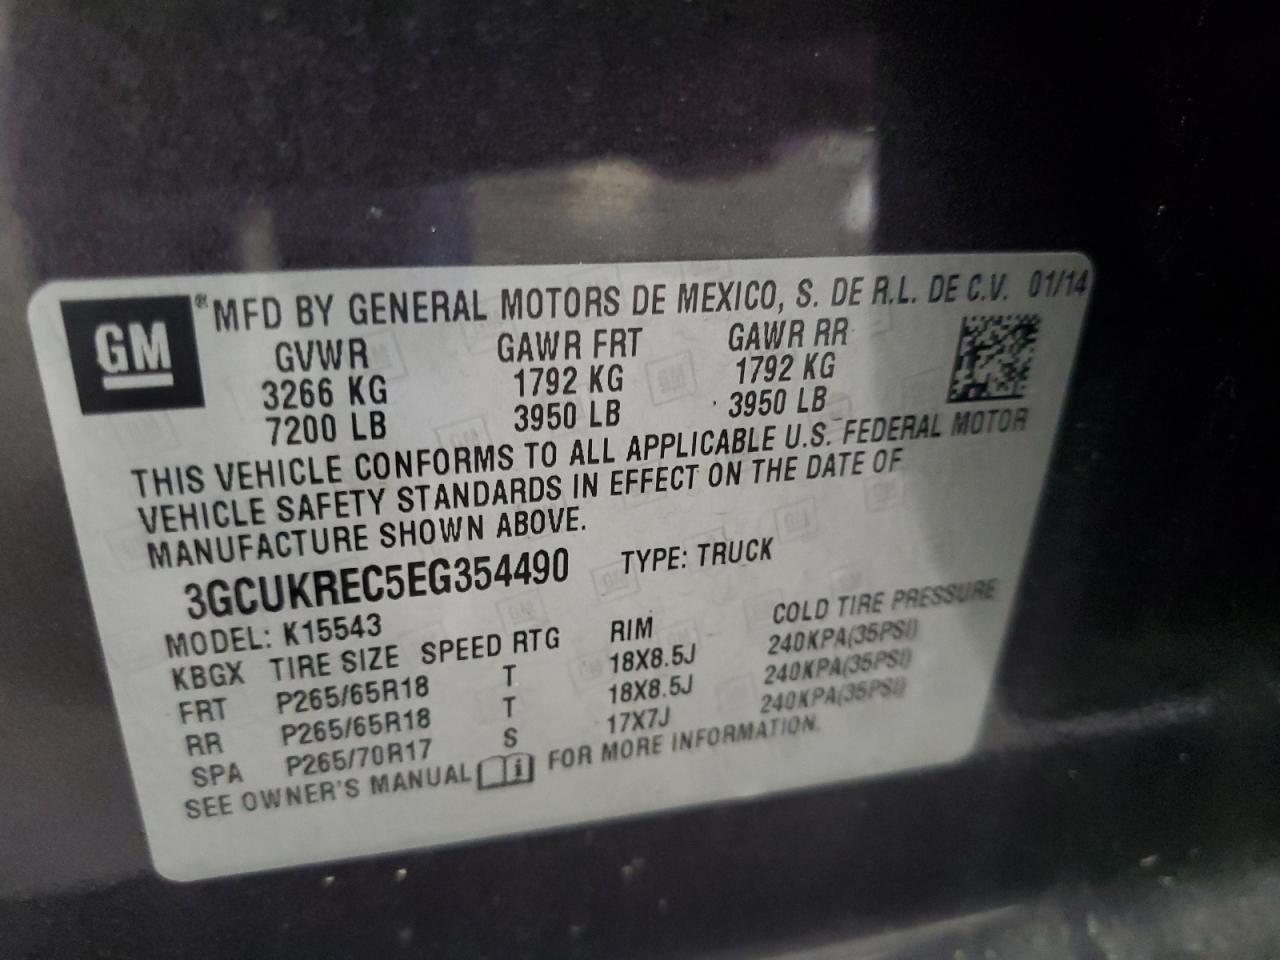 GM
® MFD BY GENERAL MOTORS DE MEXICO, S. DE R.L. DE C.V. 01/14
GVWR GAWR FRT GAWR RR
3266 KG 1792 KG 1792 KG
7200 LB 3950 LB 3950 LB
THIS VEHICLE CONFORMS TO ALL APPLICABLE U.S. FEDERAL MOTOR
VEHICLE SAFETY STANDARDS IN EFFECT ON THE DATE OF
MANUFACTURE SHOWN ABOVE.
3GCUKREC5EG354490 TYPE: TRUCK
MODEL: K15543
KBGX TIRE SIZE SPEED RTG RIM COLD TIRE PRESSURE
FRT P265/65R18 T 18X8.5J 240KPA(35PSI)
RR P265/65R18 T 18X8.5J 240KPA(35PSI)
SPA P265/70R17 S 17X7J 240KPA(35PSI)
SEE OWNER'S MANUAL i FOR MORE INFORMATION.